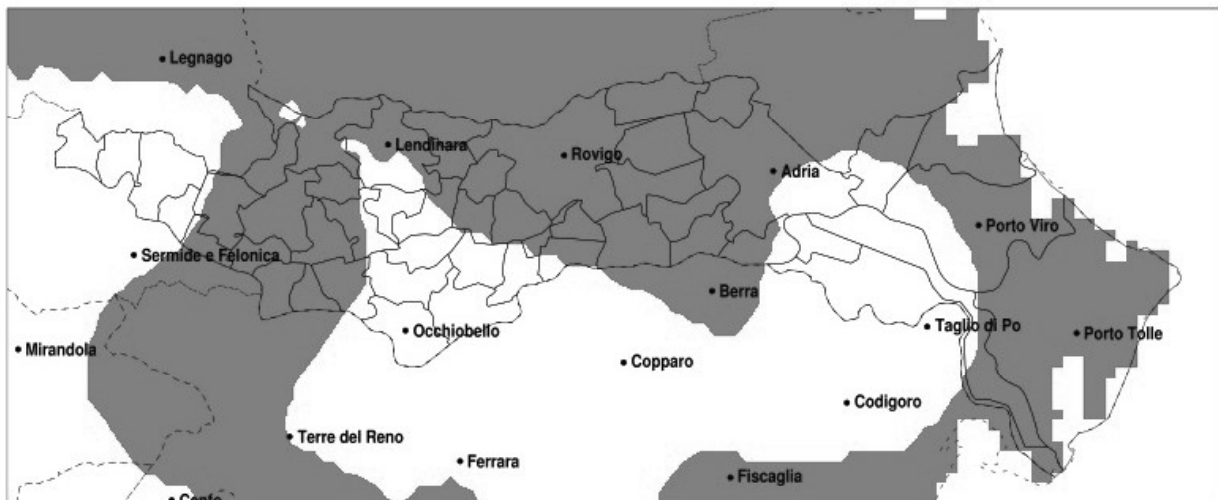 Legnago
Lendinara
Rovigo
Adria
Porto Viro
Sermide e Felonica
Berra
Occhiobello
Taglio di Po
Porto Tolle
Mirandola
Copparo
Codigoro
Terre del Reno
Ferrara
Fiscaglia
Cento